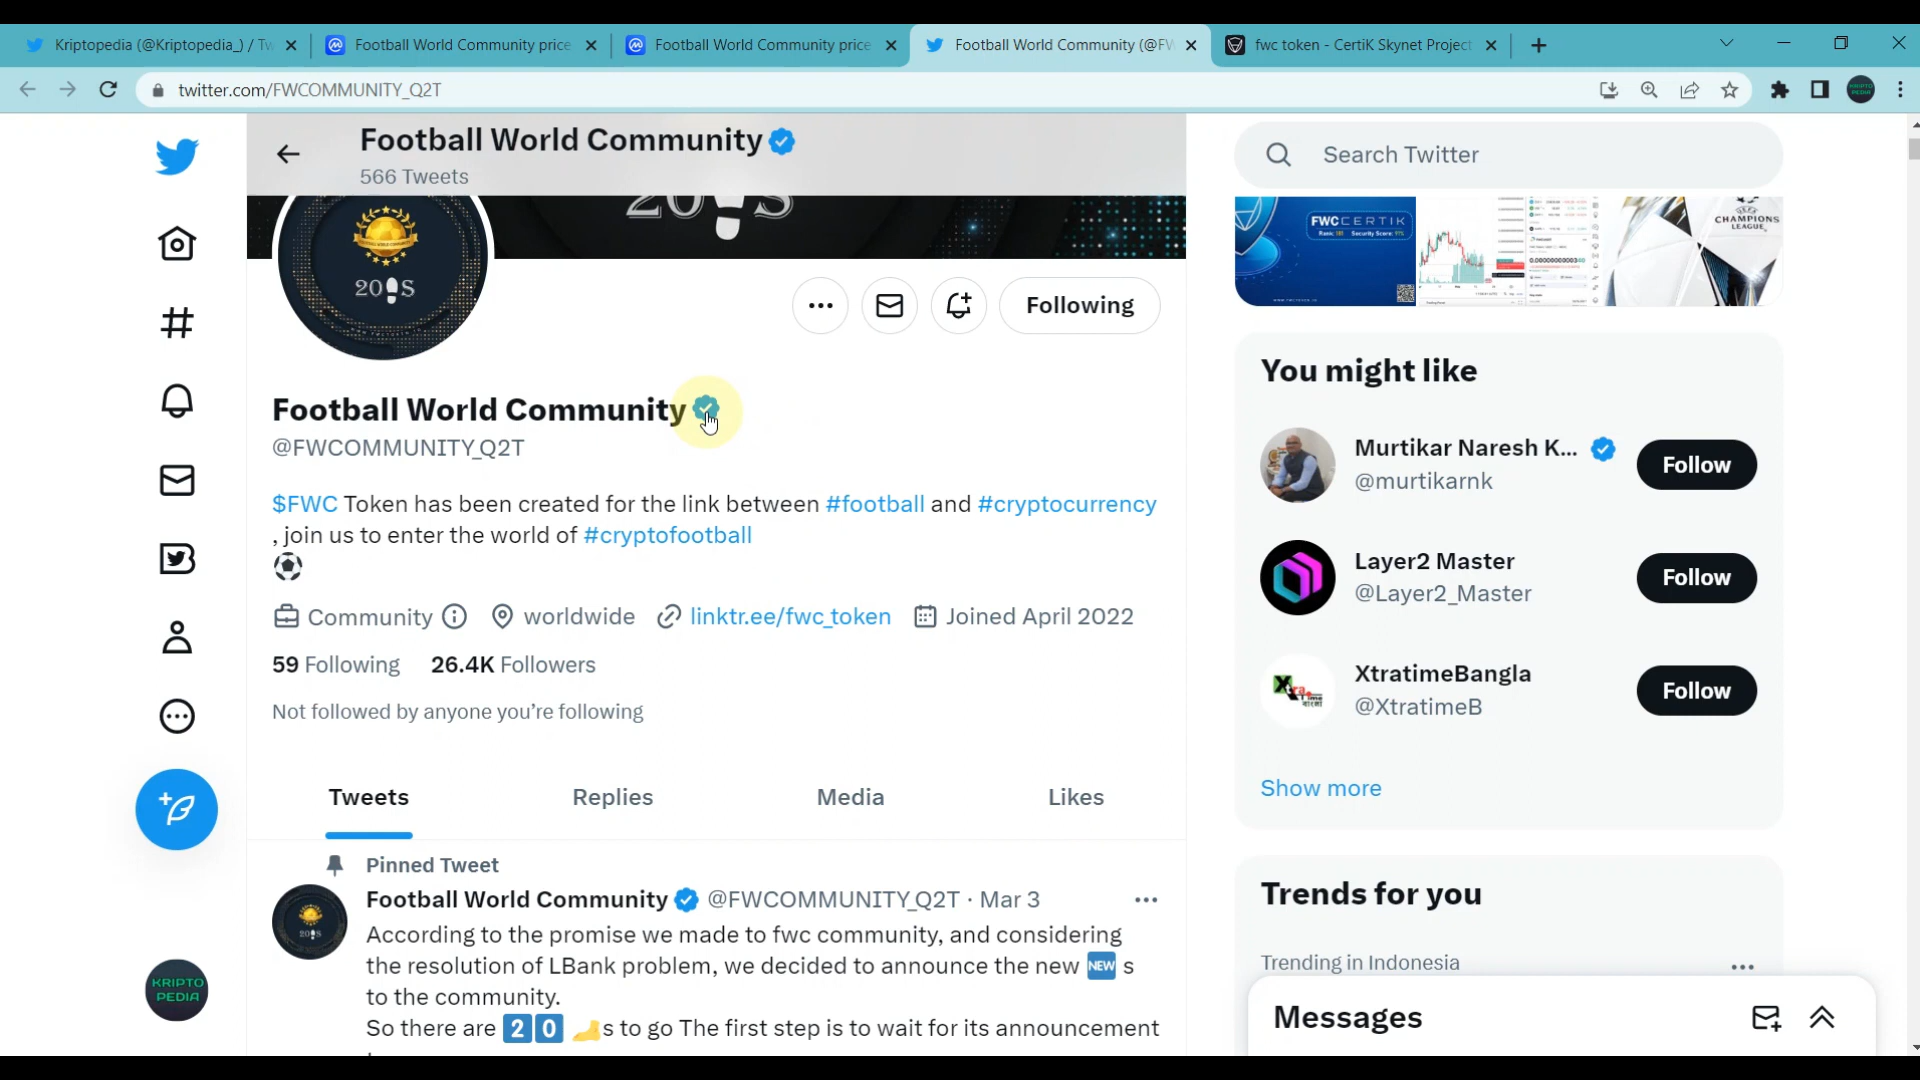 Kriptopedia (@Kriptopedia_) / Tw
Football World Community price
Football World Community price
Football World Community (@FW
fwc token - CertiK Skynet Project
twitter.com/FWCOMMUNITY_Q2T
Football World Community
566 Tweets
Search Twitter
20 S
20 S
FWC CERTIK
CHAMPIONS
LEAGUE
Following
Football World Community
@FWCOMMUNITY_Q2T
$FWC Token has been created for the link between #football and #cryptocurrency
, join us to enter the world of #cryptofootball
Community worldwide linktr.ee/fwc_token Joined April 2022
59 Following 26.4K Followers
Not followed by anyone you're following
Tweets Replies Media Likes
Pinned Tweet
Football World Community @FWCOMMUNITY_Q2T · Mar 3
According to the promise we made to fwc community, and considering
the resolution of LBank problem, we decided to announce the new NEW s
to the community.
So there are 2 0 s to go The first step is to wait for its announcement
You might like
Murtikar Naresh K...
@murtikarnk
Follow
Layer2 Master
@Layer2_Master
Follow
XtratimeBangla
@XtratimeB
Follow
Show more
Trends for you
Trending in Indonesia
Messages
KRIPTO
PEDIA